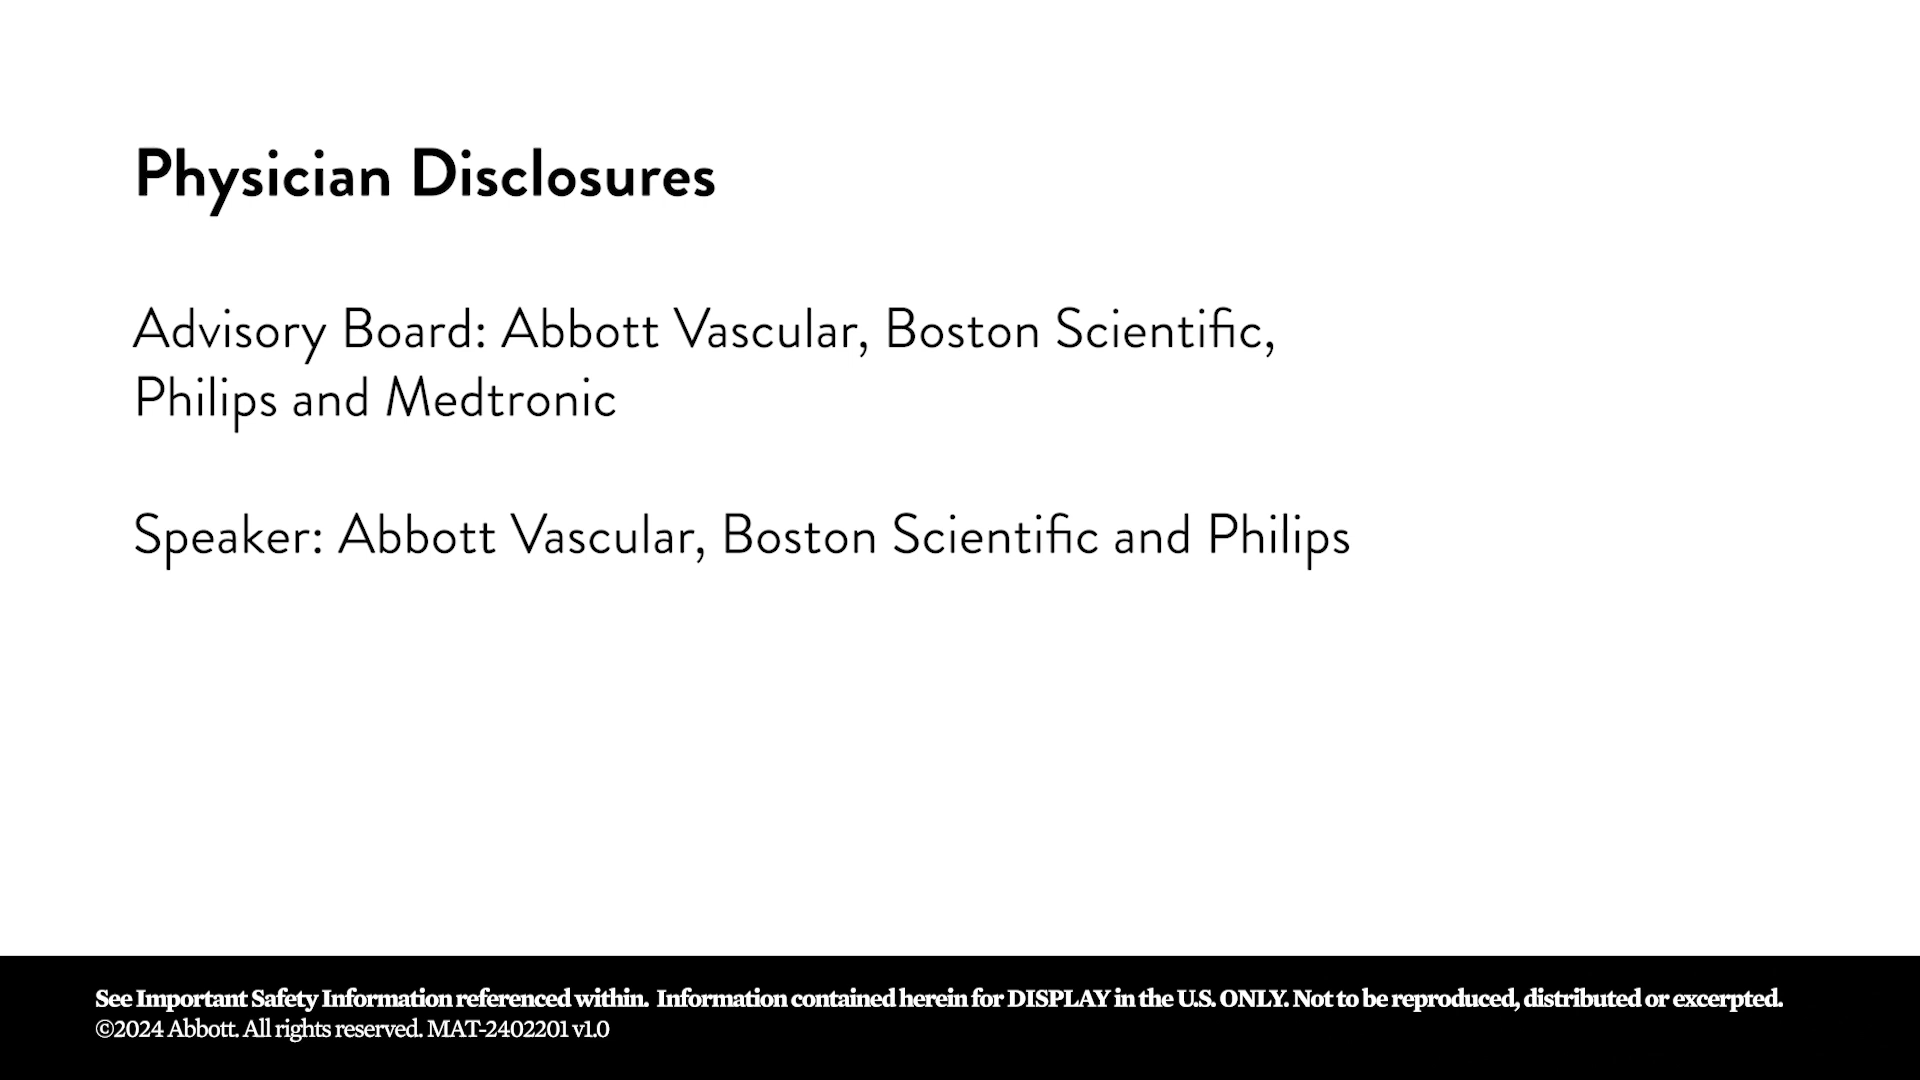 Physician Disclosures
Advisory Board: Abbott Vascular, Boston Scientific,
Philips and Medtronic
Speaker: Abbott Vascular, Boston Scientific and Philips
See Important Safety Information referenced within. Information contained herein for DISPLAY in the U.S. ONLY. Not to be reproduced, distributed or excerpted.
©2024 Abbott. All rights reserved. MAT-2402201 v1.0